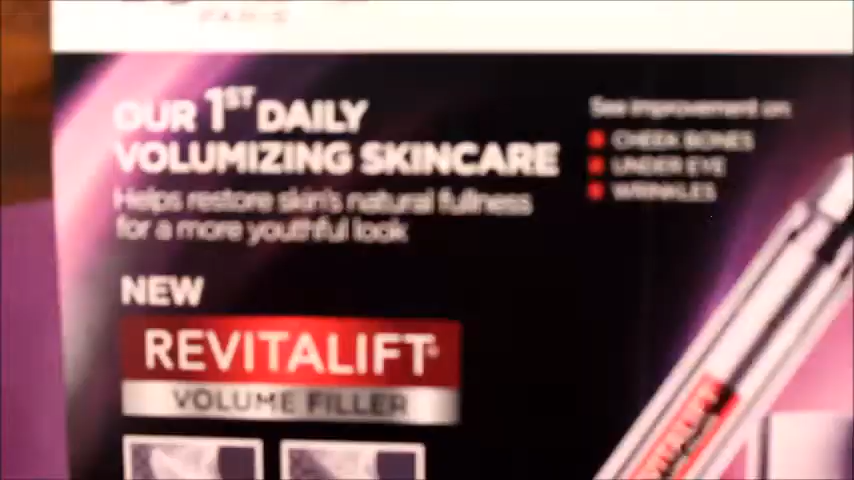 PARIS
OUR 1ST DAILY
VOLUMIZING SKINCARE
Helps restore skin's natural fullness
for a more youthful look
See improvement on:
CHEEK BONES
UNDER EYE
WRINKLES
NEW
REVITALIFT®
VOLUME FILLER